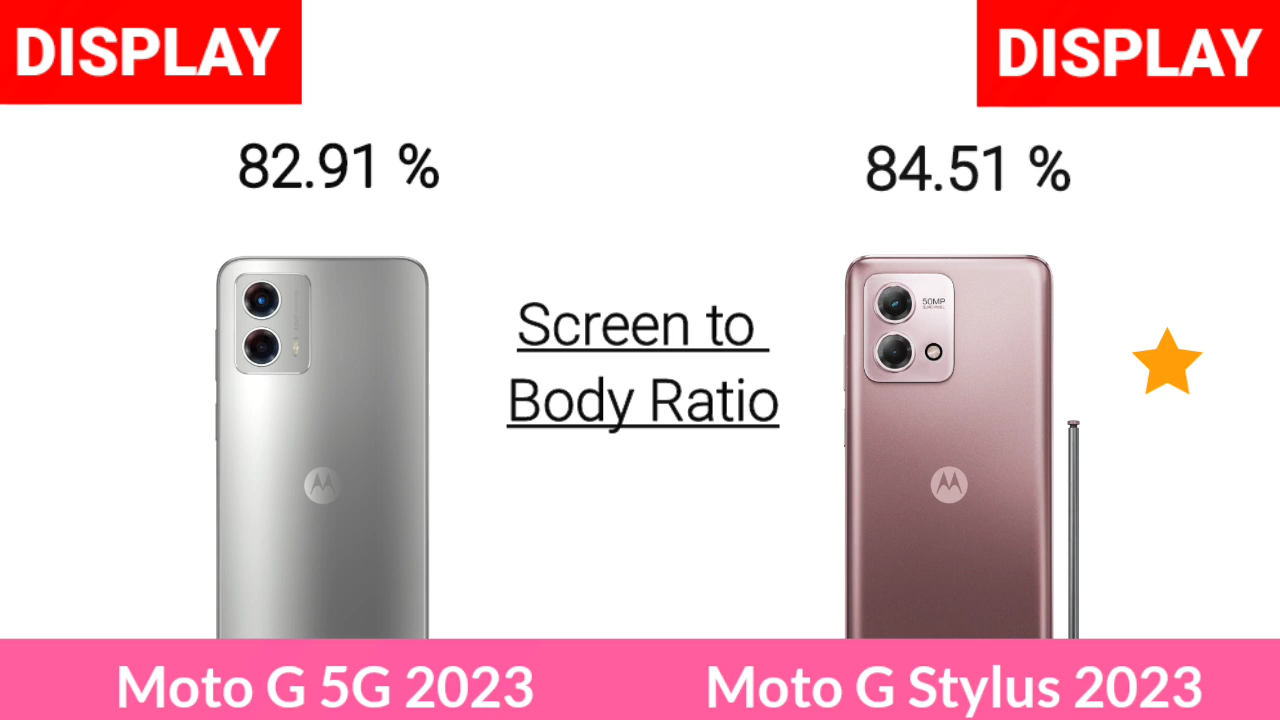 DISPLAY
DISPLAY
82.91 %
84.51 %
50MP
Screen to
Body Ratio
Moto G 5G 2023
Moto G Stylus 2023